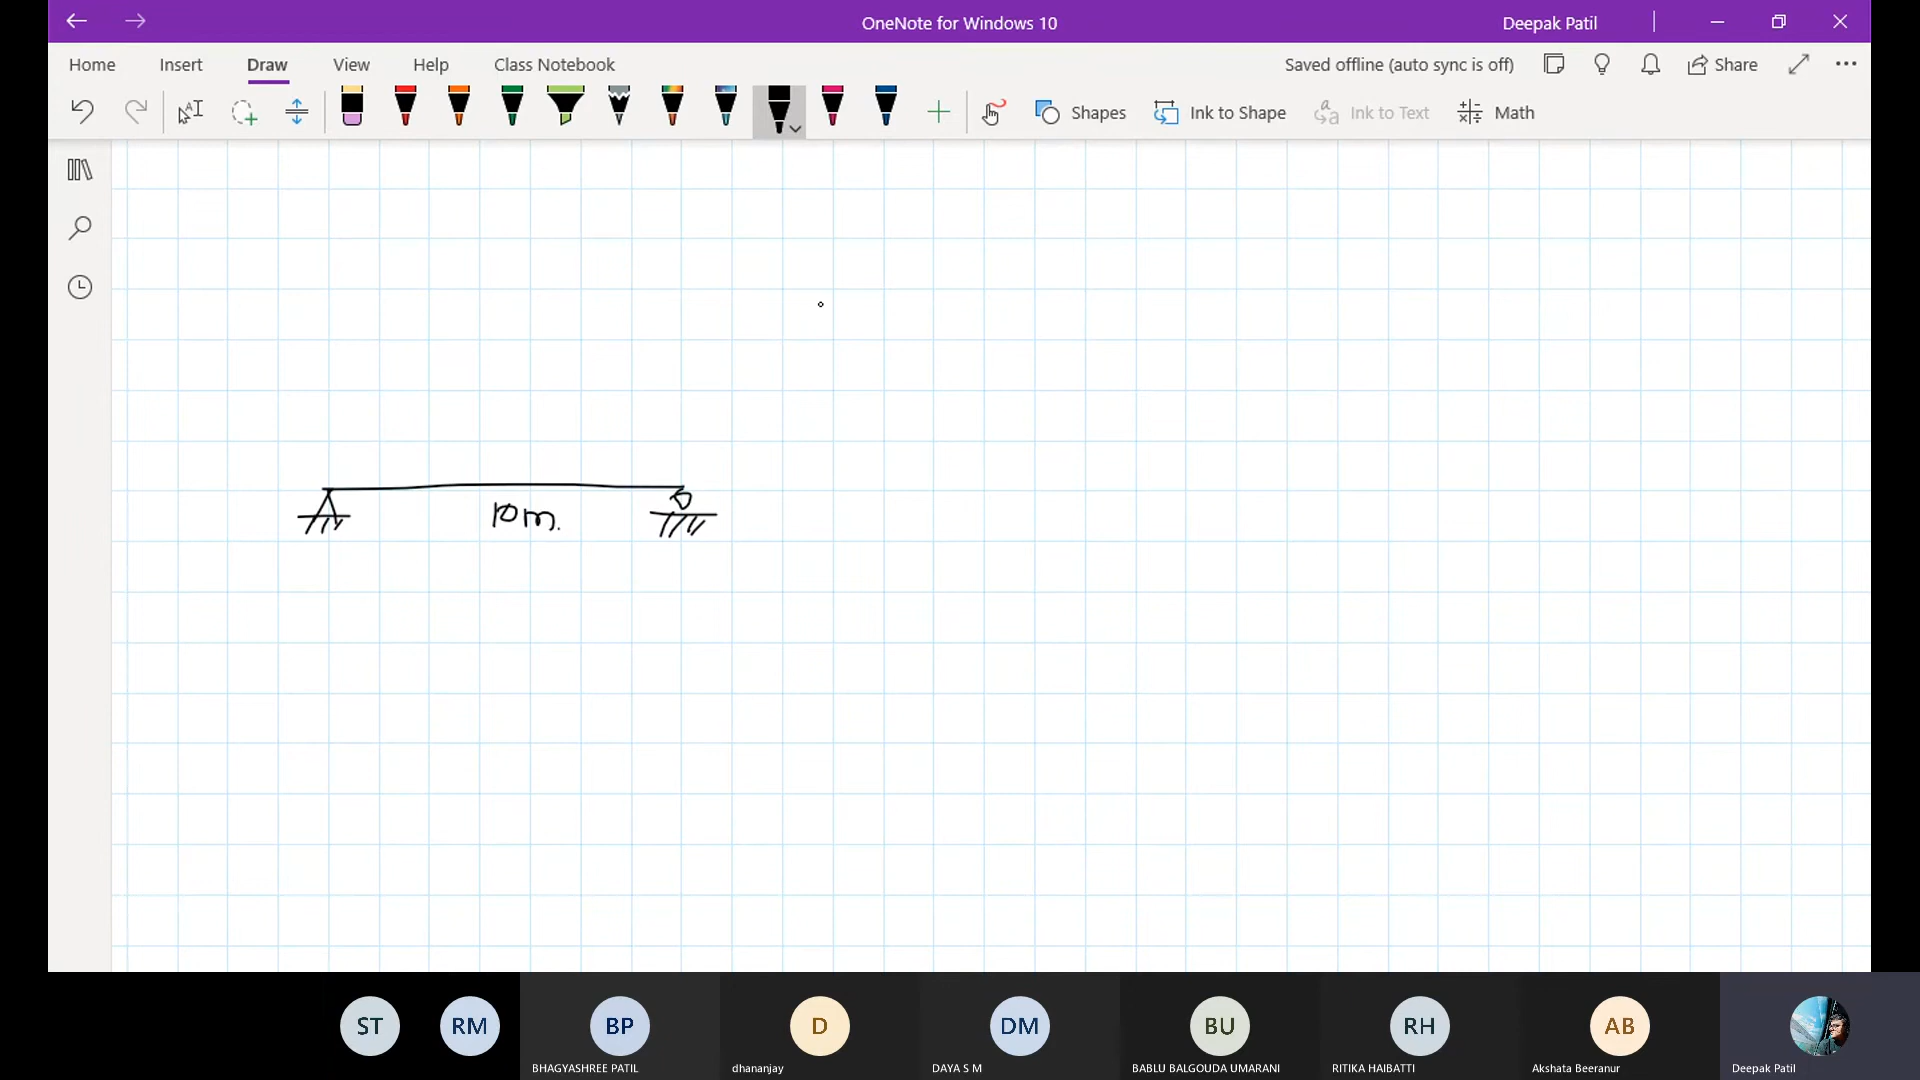 OneNote for Windows 10
Deepak Patil
Home Insert Draw View Help Class Notebook
Saved offline (auto sync is off) Share
Shapes Ink to Shape Ink to Text Math
10m.
ST RM BP D DM BU RH AB
BHAGYASHREE PATIL dhananjay DAYA S M BABLU BALGOUDA UMARANI RITIKA HAIBATTI Akshata Beeranur Deepak Patil